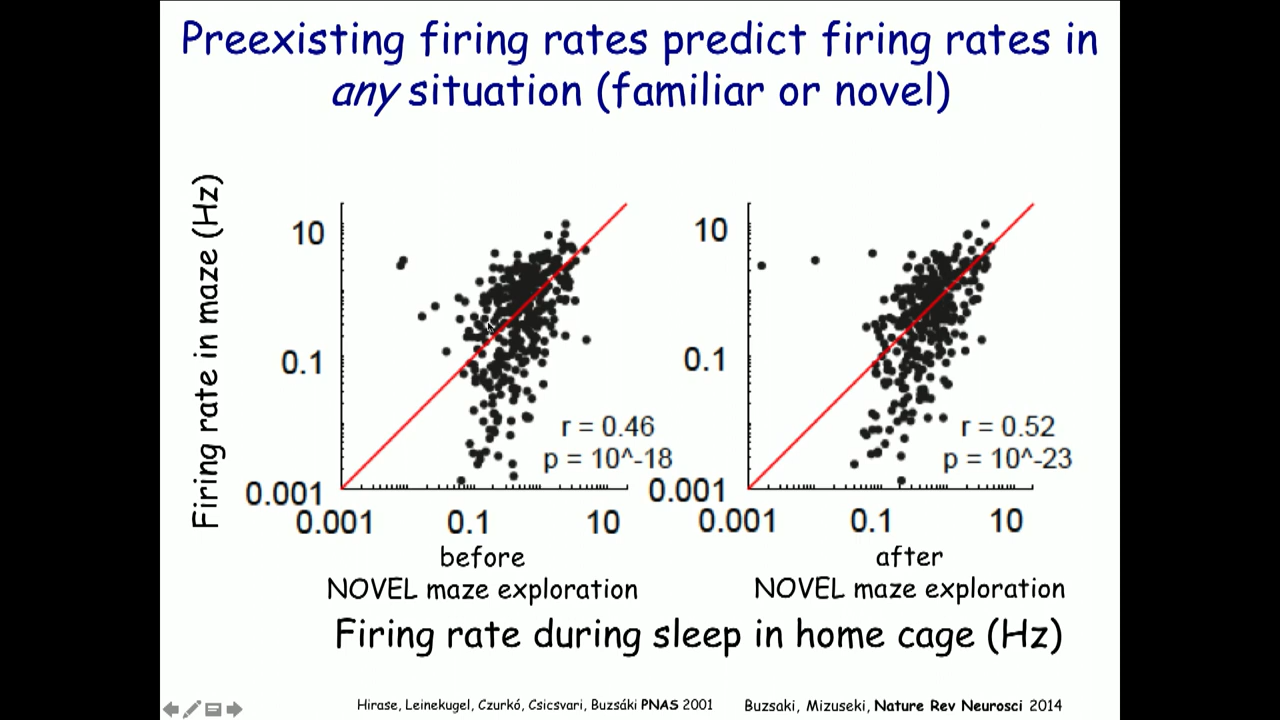 Preexisting firing rates predict firing rates in
any situation (familiar or novel)
Firing rate in maze (Hz)
10
0.1
0.001
0.001 0.1 10
r = 0.46
p = 10^-18
before
NOVEL maze exploration
10
0.1
0.001
0.001 0.1 10
r = 0.52
p = 10^-23
after
NOVEL maze exploration
Firing rate during sleep in home cage (Hz)
Hirase, Leinekugel, Czurkó, Csicsvari, Buzsáki PNAS 2001
Buzsaki, Mizuseki, Nature Rev Neurosci 2014